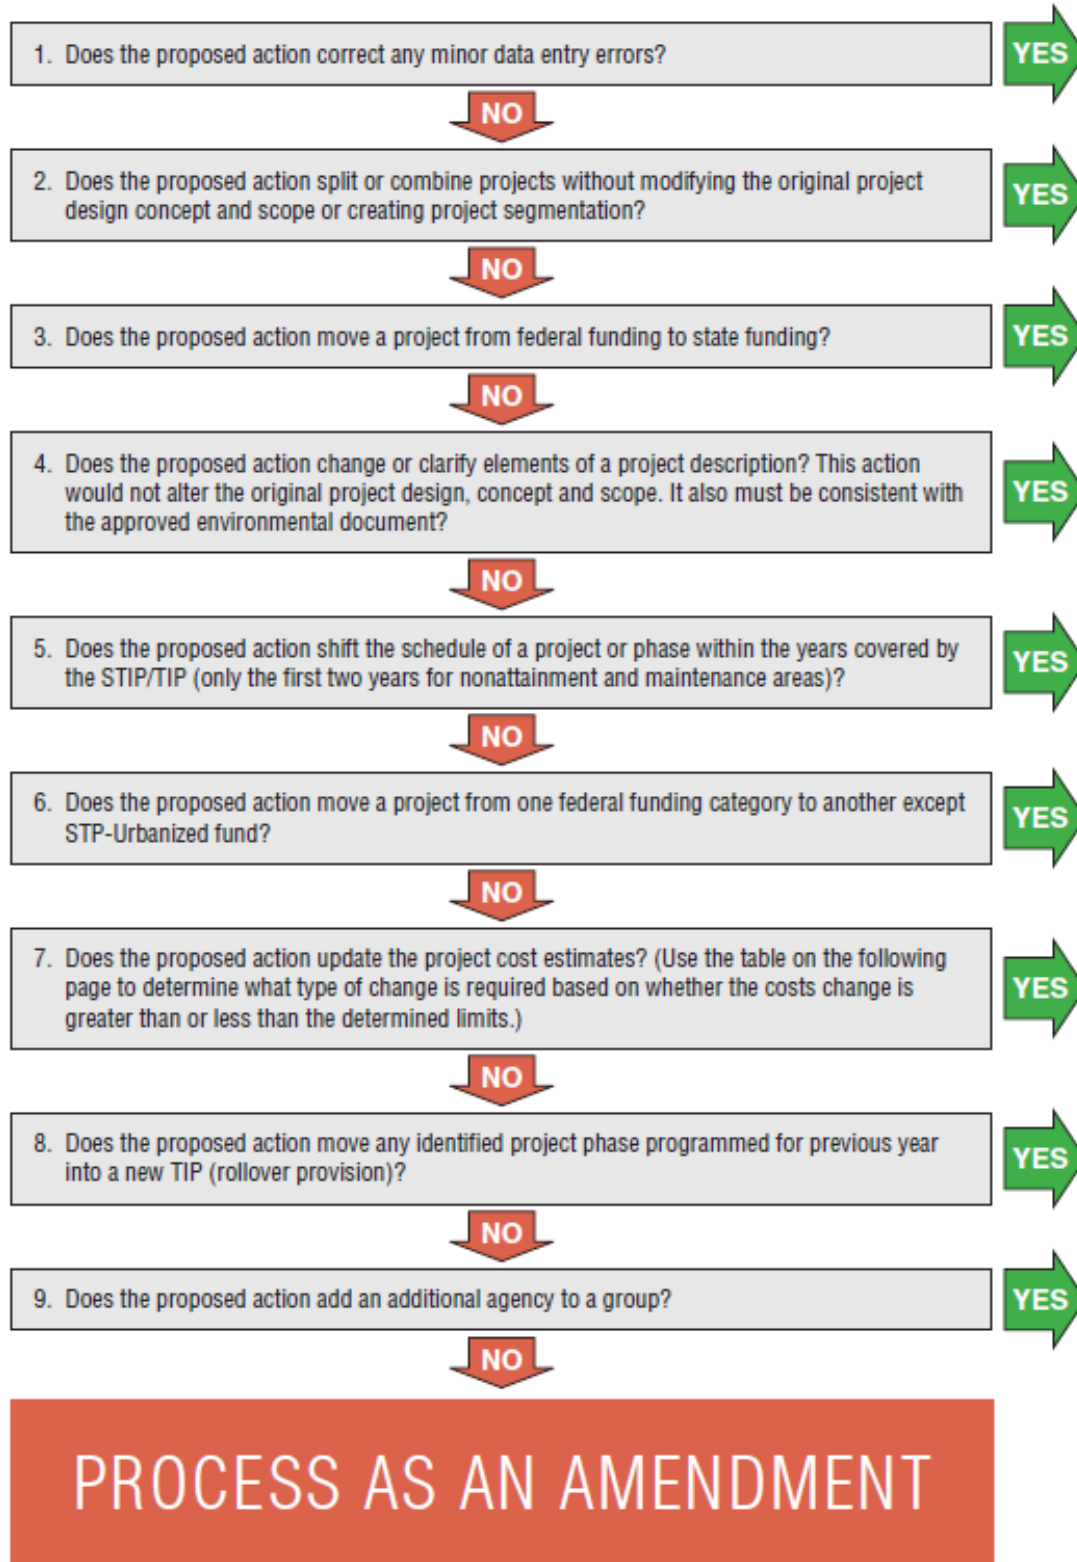 1. Does the proposed action correct any minor data entry errors?
YES
NO
2. Does the proposed action split or combine projects without modifying the original project
design concept and scope or creating project segmentation?
YES
NO
3. Does the proposed action move a project from federal funding to state funding?
YES
NO
4. Does the proposed action change or clarify elements of a project description? This action
would not alter the original project design, concept and scope. It also must be consistent with
the approved environmental document?
YES
NO
5. Does the proposed action shift the schedule of a project or phase within the years covered by
the STIP/TIP (only the first two years for nonattainment and maintenance areas)?
YES
NO
6. Does the proposed action move a project from one federal funding category to another except
STP-Urbanized fund?
YES
NO
7. Does the proposed action update the project cost estimates? (Use the table on the following
page to determine what type of change is required based on whether the costs change is
greater than or less than the determined limits.)
YES
NO
8. Does the proposed action move any identified project phase programmed for previous year
into a new TIP (rollover provision)?
YES
NO
9. Does the proposed action add an additional agency to a group?
YES
NO
PROCESS AS AN AMENDMENT